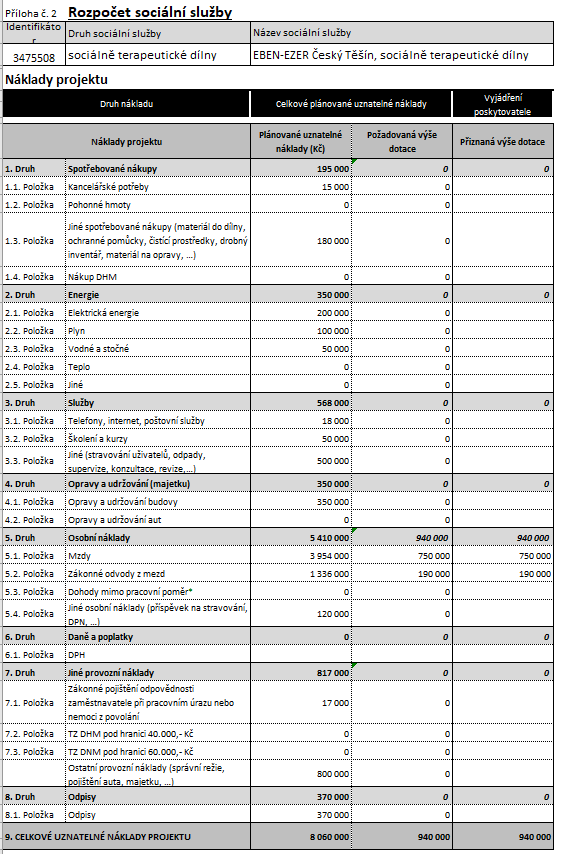 Příloha č. 2 Rozpočet sociální služby
Identifikáto
r Druh sociální služby Název sociální služby
3475508 sociálně terapeutické dílny EBEN-EZER Český Těšín, sociálně terapeutické dílny
Náklady projektu
Druh nákladu Celkové plánované uznatelné náklady Vyjádření
poskytovatele
Náklady projektu Plánované uznatelné
náklady (Kč) Požadovaná výše
dotace Přiznaná výše dotace
1. Druh Spotřebované nákupy 195 000 0 0
1.1. Položka Kancelářské potřeby 15 000 0
1.2. Položka Pohonné hmoty 0 0
1.3. Položka Jiné spotřebované nákupy (materiál do dílny,
ochranné pomůcky, čistící prostředky, drobný
inventář, materiál na opravy, ...) 180 000 0
1.4. Položka Nákup DHM 0 0
2. Druh Energie 350 000 0 0
2.1. Položka Elektrická energie 200 000 0
2.2. Položka Plyn 100 000 0
2.3. Položka Vodné a stočné 50 000 0
2.4. Položka Teplo 0 0
2.5. Položka Jiné 0 0
3. Druh Služby 568 000 0 0
3.1. Položka Telefony, internet, poštovní služby 18 000 0
3.2. Položka Školení a kurzy 50 000 0
3.3. Položka Jiné (stravování uživatelů, odpady,
supervize, konzultace, revize,...) 500 000 0
4. Druh Opravy a udržování (majetku) 350 000 0 0
4.1. Položka Opravy a udržování budovy 350 000 0
4.2. Položka Opravy a udržování aut 0 0
5. Druh Osobní náklady 5 410 000 940 000 940 000
5.1. Položka Mzdy 3 954 000 750 000 750 000
5.2. Položka Zákonné odvody z mezd 1 336 000 190 000 190 000
5.3. Položka Dohody mimo pracovní poměr* 0 0
5.4. Položka Jiné osobní náklady (příspěvek na stravování,
DPN, ...) 120 000 0
6. Druh Daně a poplatky 0 0 0
6.1. Položka DPH
7. Druh Jiné provozní náklady 817 000 0 0
7.1. Položka Zákonné pojištění odpovědnosti
zaměstnavatele při pracovním úrazu nebo
nemoci z povolání 17 000 0
7.2. Položka TZ DHM pod hranici 40.000,- Kč 0 0
7.3. Položka TZ DNM pod hranici 60.000,- Kč 0 0
Ostatní provozní náklady (správní režie,
pojištění auta, majetku, ...) 800 000 0
8. Druh Odpisy 370 000 0 0
8.1. Položka Odpisy 370 000 0
9. CELKOVÉ UZNATELNÉ NÁKLADY PROJEKTU 8 060 000 940 000 940 000